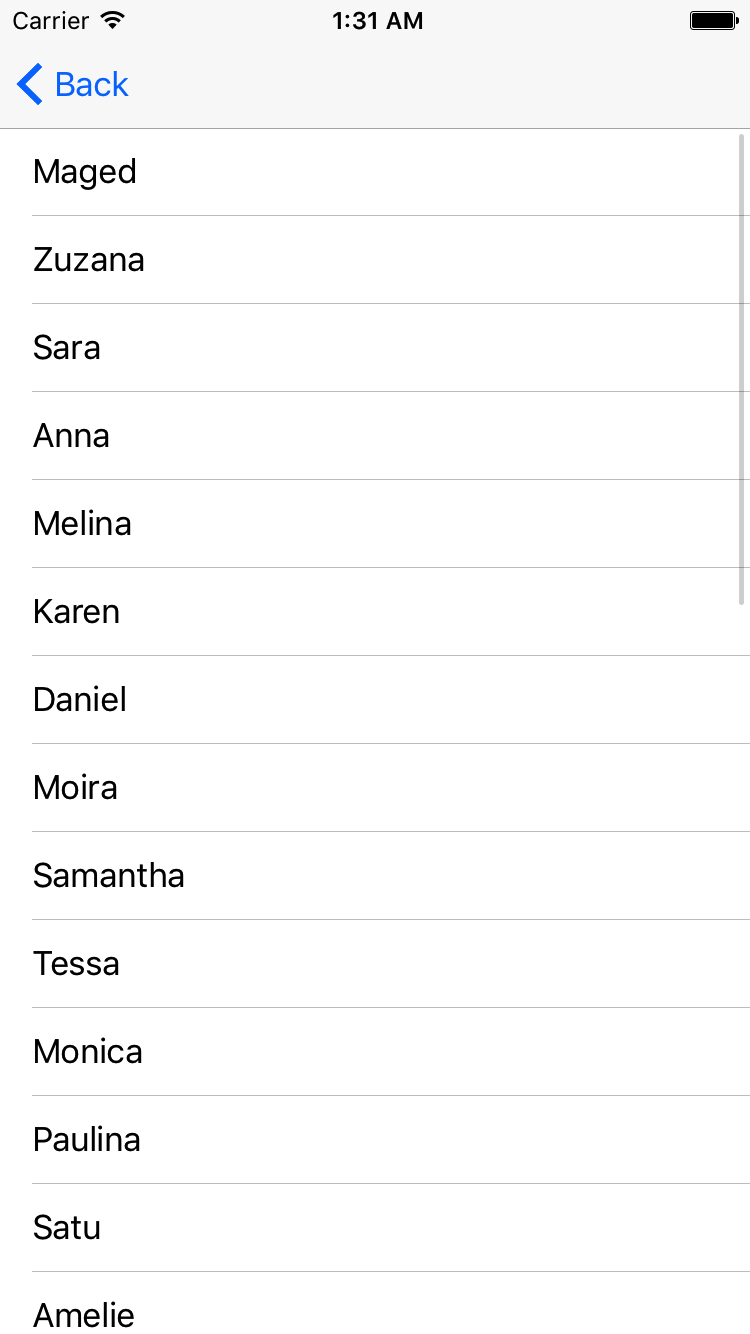 Carrier 1:31 AM
Back
Maged
Zuzana
Sara
Anna
Melina
Karen
Daniel
Moira
Samantha
Tessa
Monica
Paulina
Satu
Amelie